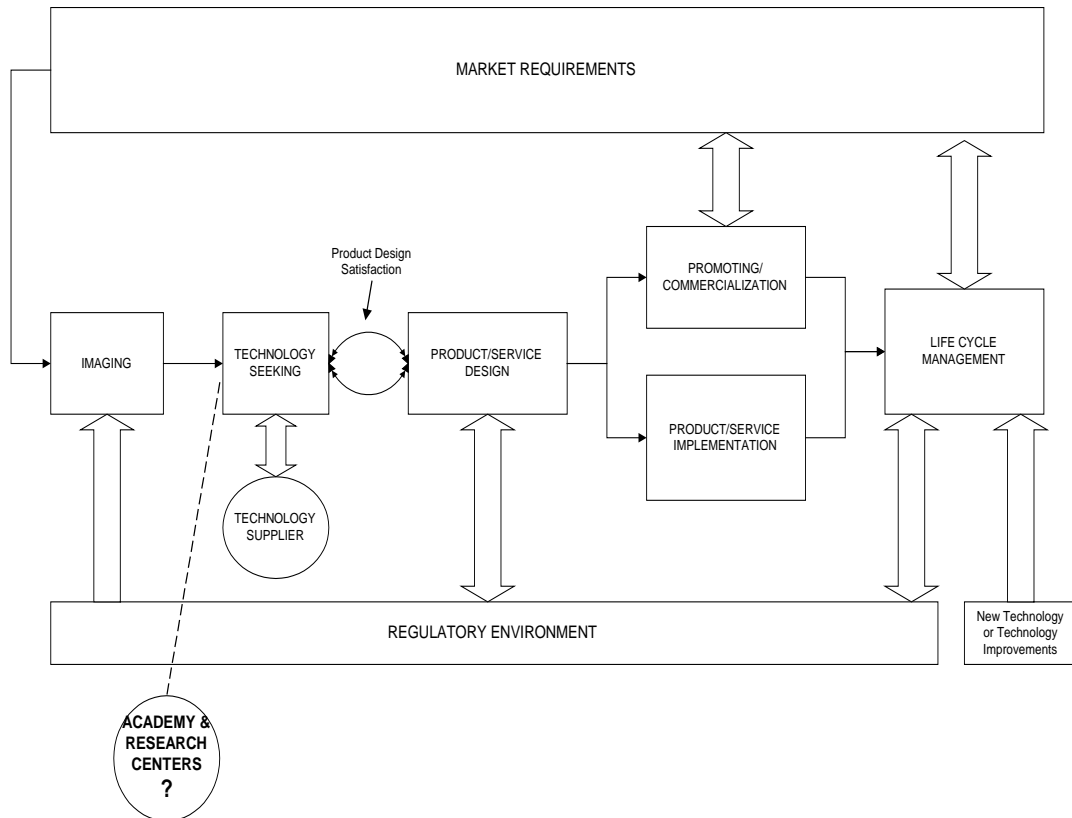 MARKET REQUIREMENTS
Product Design
Satisfaction
PROMOTING/
COMMERCIALIZATION
IMAGING
TECHNOLOGY
SEEKING
PRODUCT/SERVICE
DESIGN
LIFE CYCLE
MANAGEMENT
PRODUCT/SERVICE
IMPLEMENTATION
TECHNOLOGY
SUPPLIER
REGULATORY ENVIRONMENT
New Technology
or Technology
Improvements
ACADEMY &
RESEARCH
CENTERS
?